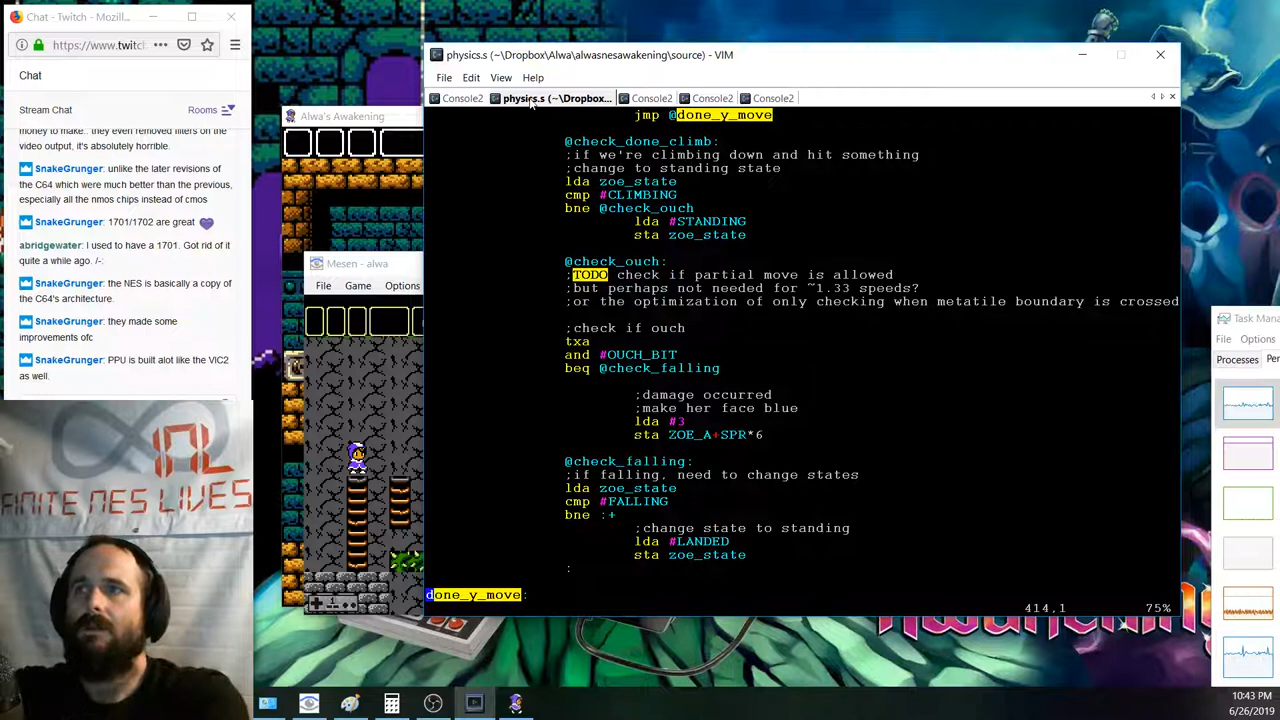 Chat - Twitch - Mozill...
https://www.twitc
Chat
Stream Chat
Rooms
money to make.. they even removed filters on the
video output, it's absolutely horrible.
SnakeGrunger: unlike the later revisions
of the C64 which were much better than the previous,
especially all the nmos chips instead of cmos
SnakeGrunger: 1701/1702 are great
abridgewater: I used to have a 1701. Got rid of it
quite a while ago. /-:
SnakeGrunger: the NES is basically a copy of
the C64's architecture.
SnakeGrunger: they made some
improvements ofc
SnakeGrunger: PPU is built alot like the VIC2
as well.
INITE NES LIVES
Alwa's Awakening
Mesen - alwa
File Game Options
physics.s (~\Dropbox\Alwa\alwasnesawakening\source) - VIM
File Edit View Help
Console2 physics.s (~\Dropbox... Console2 Console2 Console2
jmp @done_y_move
@check_done_climb:
;if we're climbing down and hit something
;change to standing state
lda zoe_state
cmp #CLIMBING
bne @check_ouch
lda #STANDING
sta zoe_state
@check_ouch:
;TODO check if partial move is allowed
;but perhaps not needed for ~1.33 speeds?
;or the optimization of only checking when metatile boundary is crossed
;check if ouch
txa
and #OUCH_BIT
beq @check_falling
;damage occurred
;make her face blue
lda #3
sta ZOE_A+SPR*6
@check_falling:
;if falling, need to change states
lda zoe_state
cmp #FALLING
bne :+
;change state to standing
lda #LANDED
sta zoe_state
:
done_y_move:
414,1 75%
Task Man
File Options
Processes Per
10:43 PM
6/26/2019